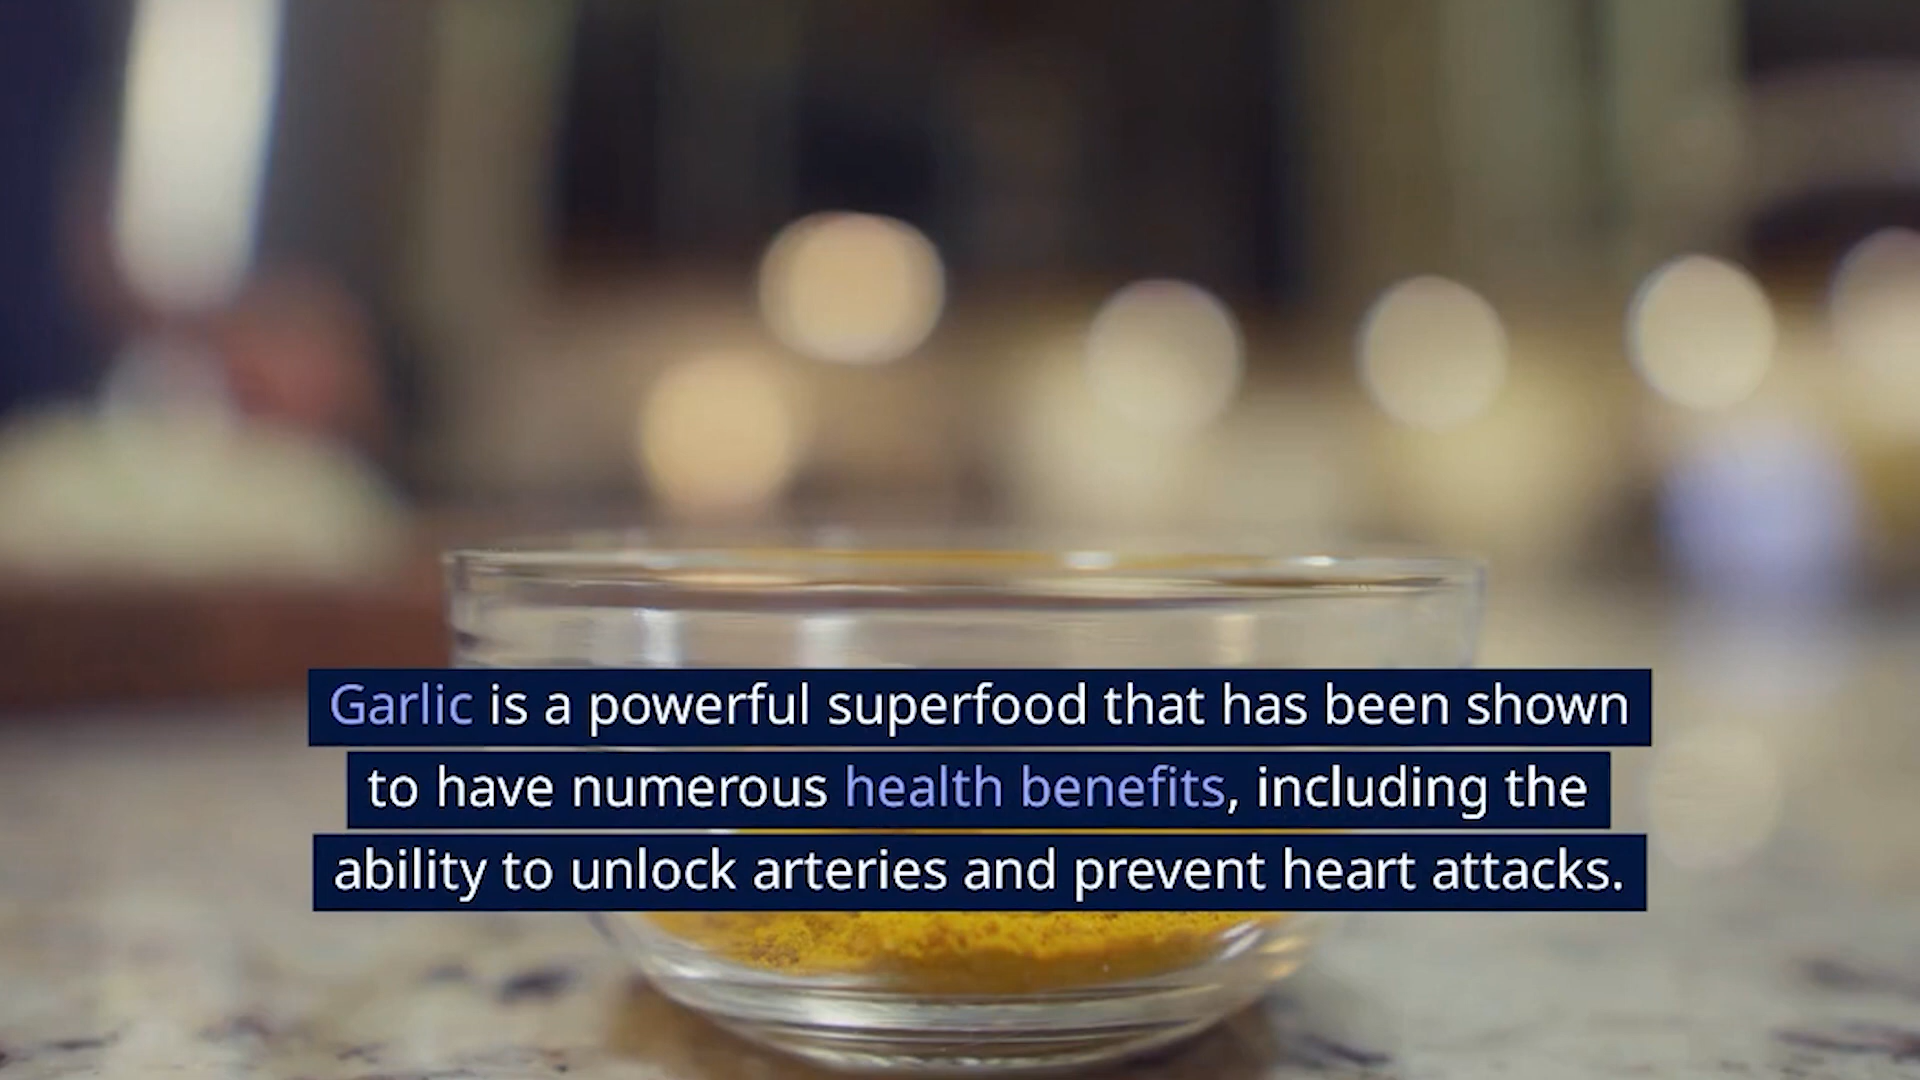 Garlic is a powerful superfood that has been shown
to have numerous health benefits, including the
ability to unlock arteries and prevent heart attacks.